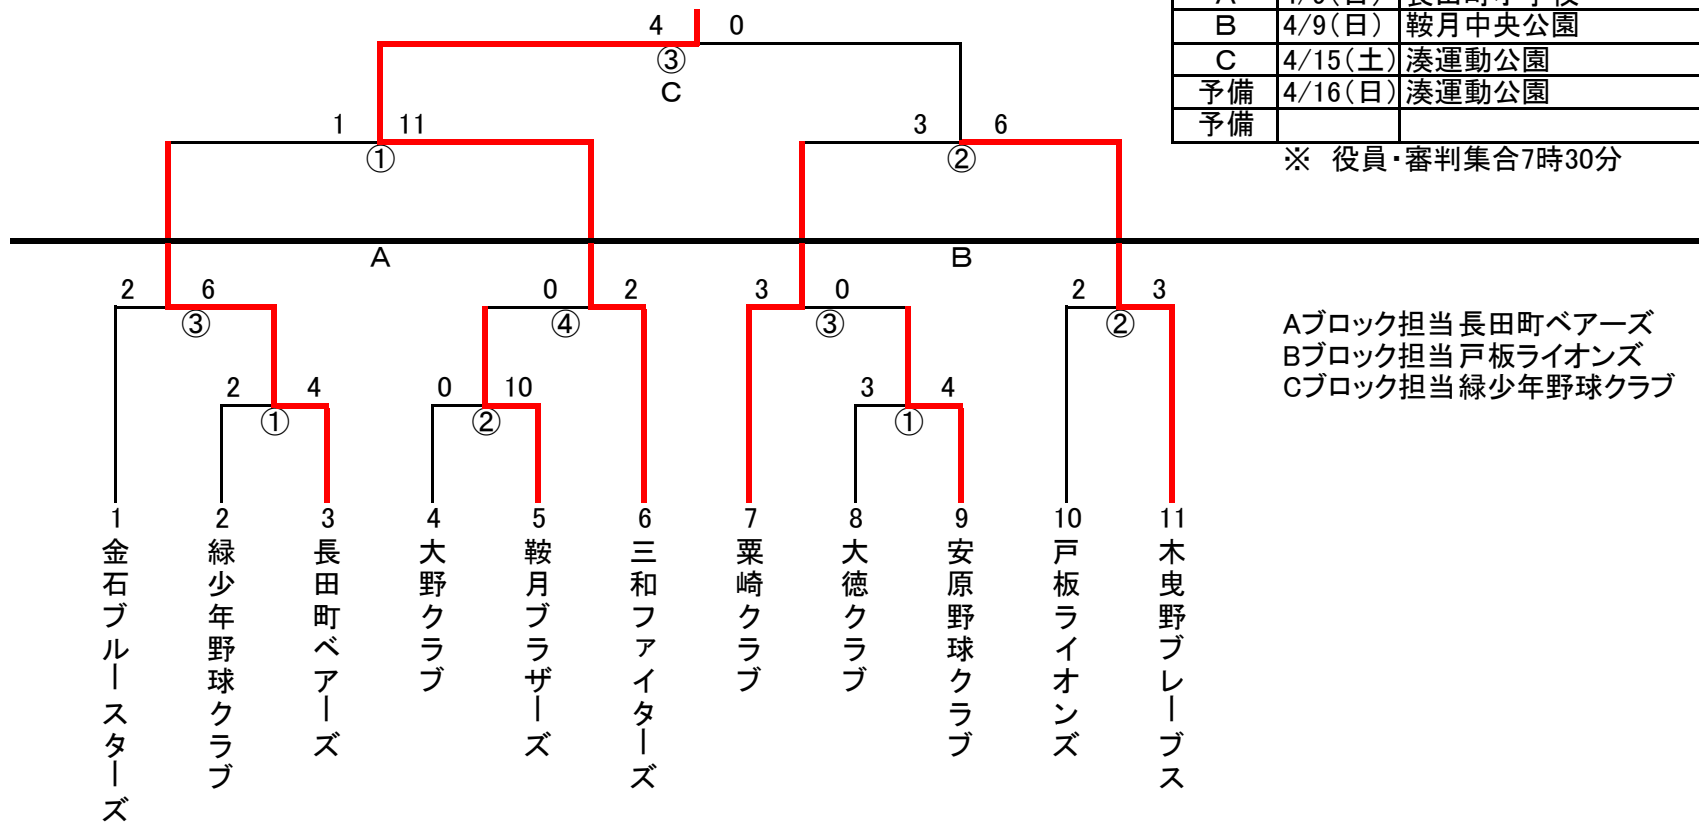 4 0
③
C
B 4/9(日) 鞍月中央公園
C 4/15(土) 湊運動公園
予備 4/16(日) 湊運動公園
予備
※ 役員・審判集合7時30分
1 11
①
3 6
②
A
B
2 6
③
0 2
④
3 0
③
2 3
②
2 4
①
0 10
②
3 4
①
Aブロック担当 長田町ベアーズ
Bブロック担当 戸板ライオンズ
Cブロック担当 緑少年野球クラブ
1 金石ブルースターズ
2 緑少年野球クラブ
3 長田町ベアーズ
4 大野クラブ
5 鞍月ブラザーズ
6 三和ファイターズ
7 粟崎クラブ
8 大徳クラブ
9 安原野球クラブ
10 戸板ライオンズ
11 木曳野ブレーブス